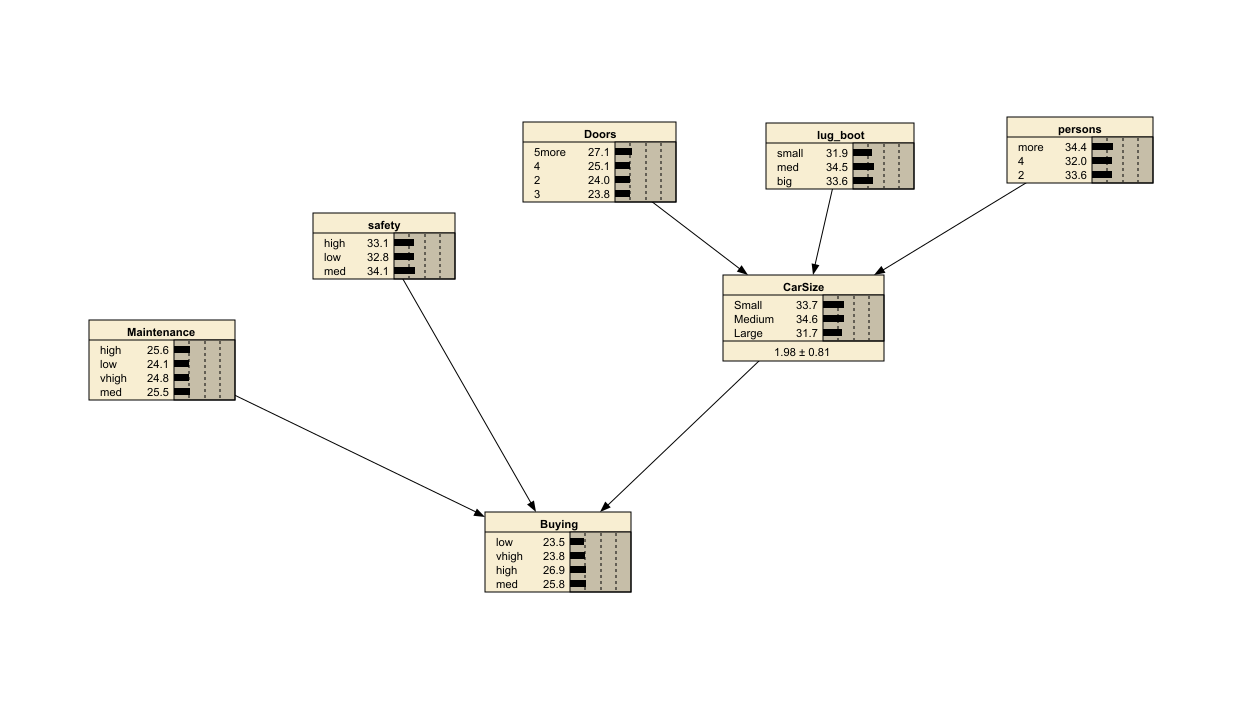 persons
more 34.4
4 32.0
2 33.6
Doors
5more 27.1
4 25.1
2 24.0
3 23.8
lug_boot
small 31.9
med 34.5
big 33.6
safety
high 33.1
low 32.8
med 34.1
CarSize
Small 33.7
Medium 34.6
Large 31.7
1.98 ± 0.81
Maintenance
high 25.6
low 24.1
vhigh 24.8
med 25.5
Buying
low 23.5
vhigh 23.8
high 26.9
med 25.8